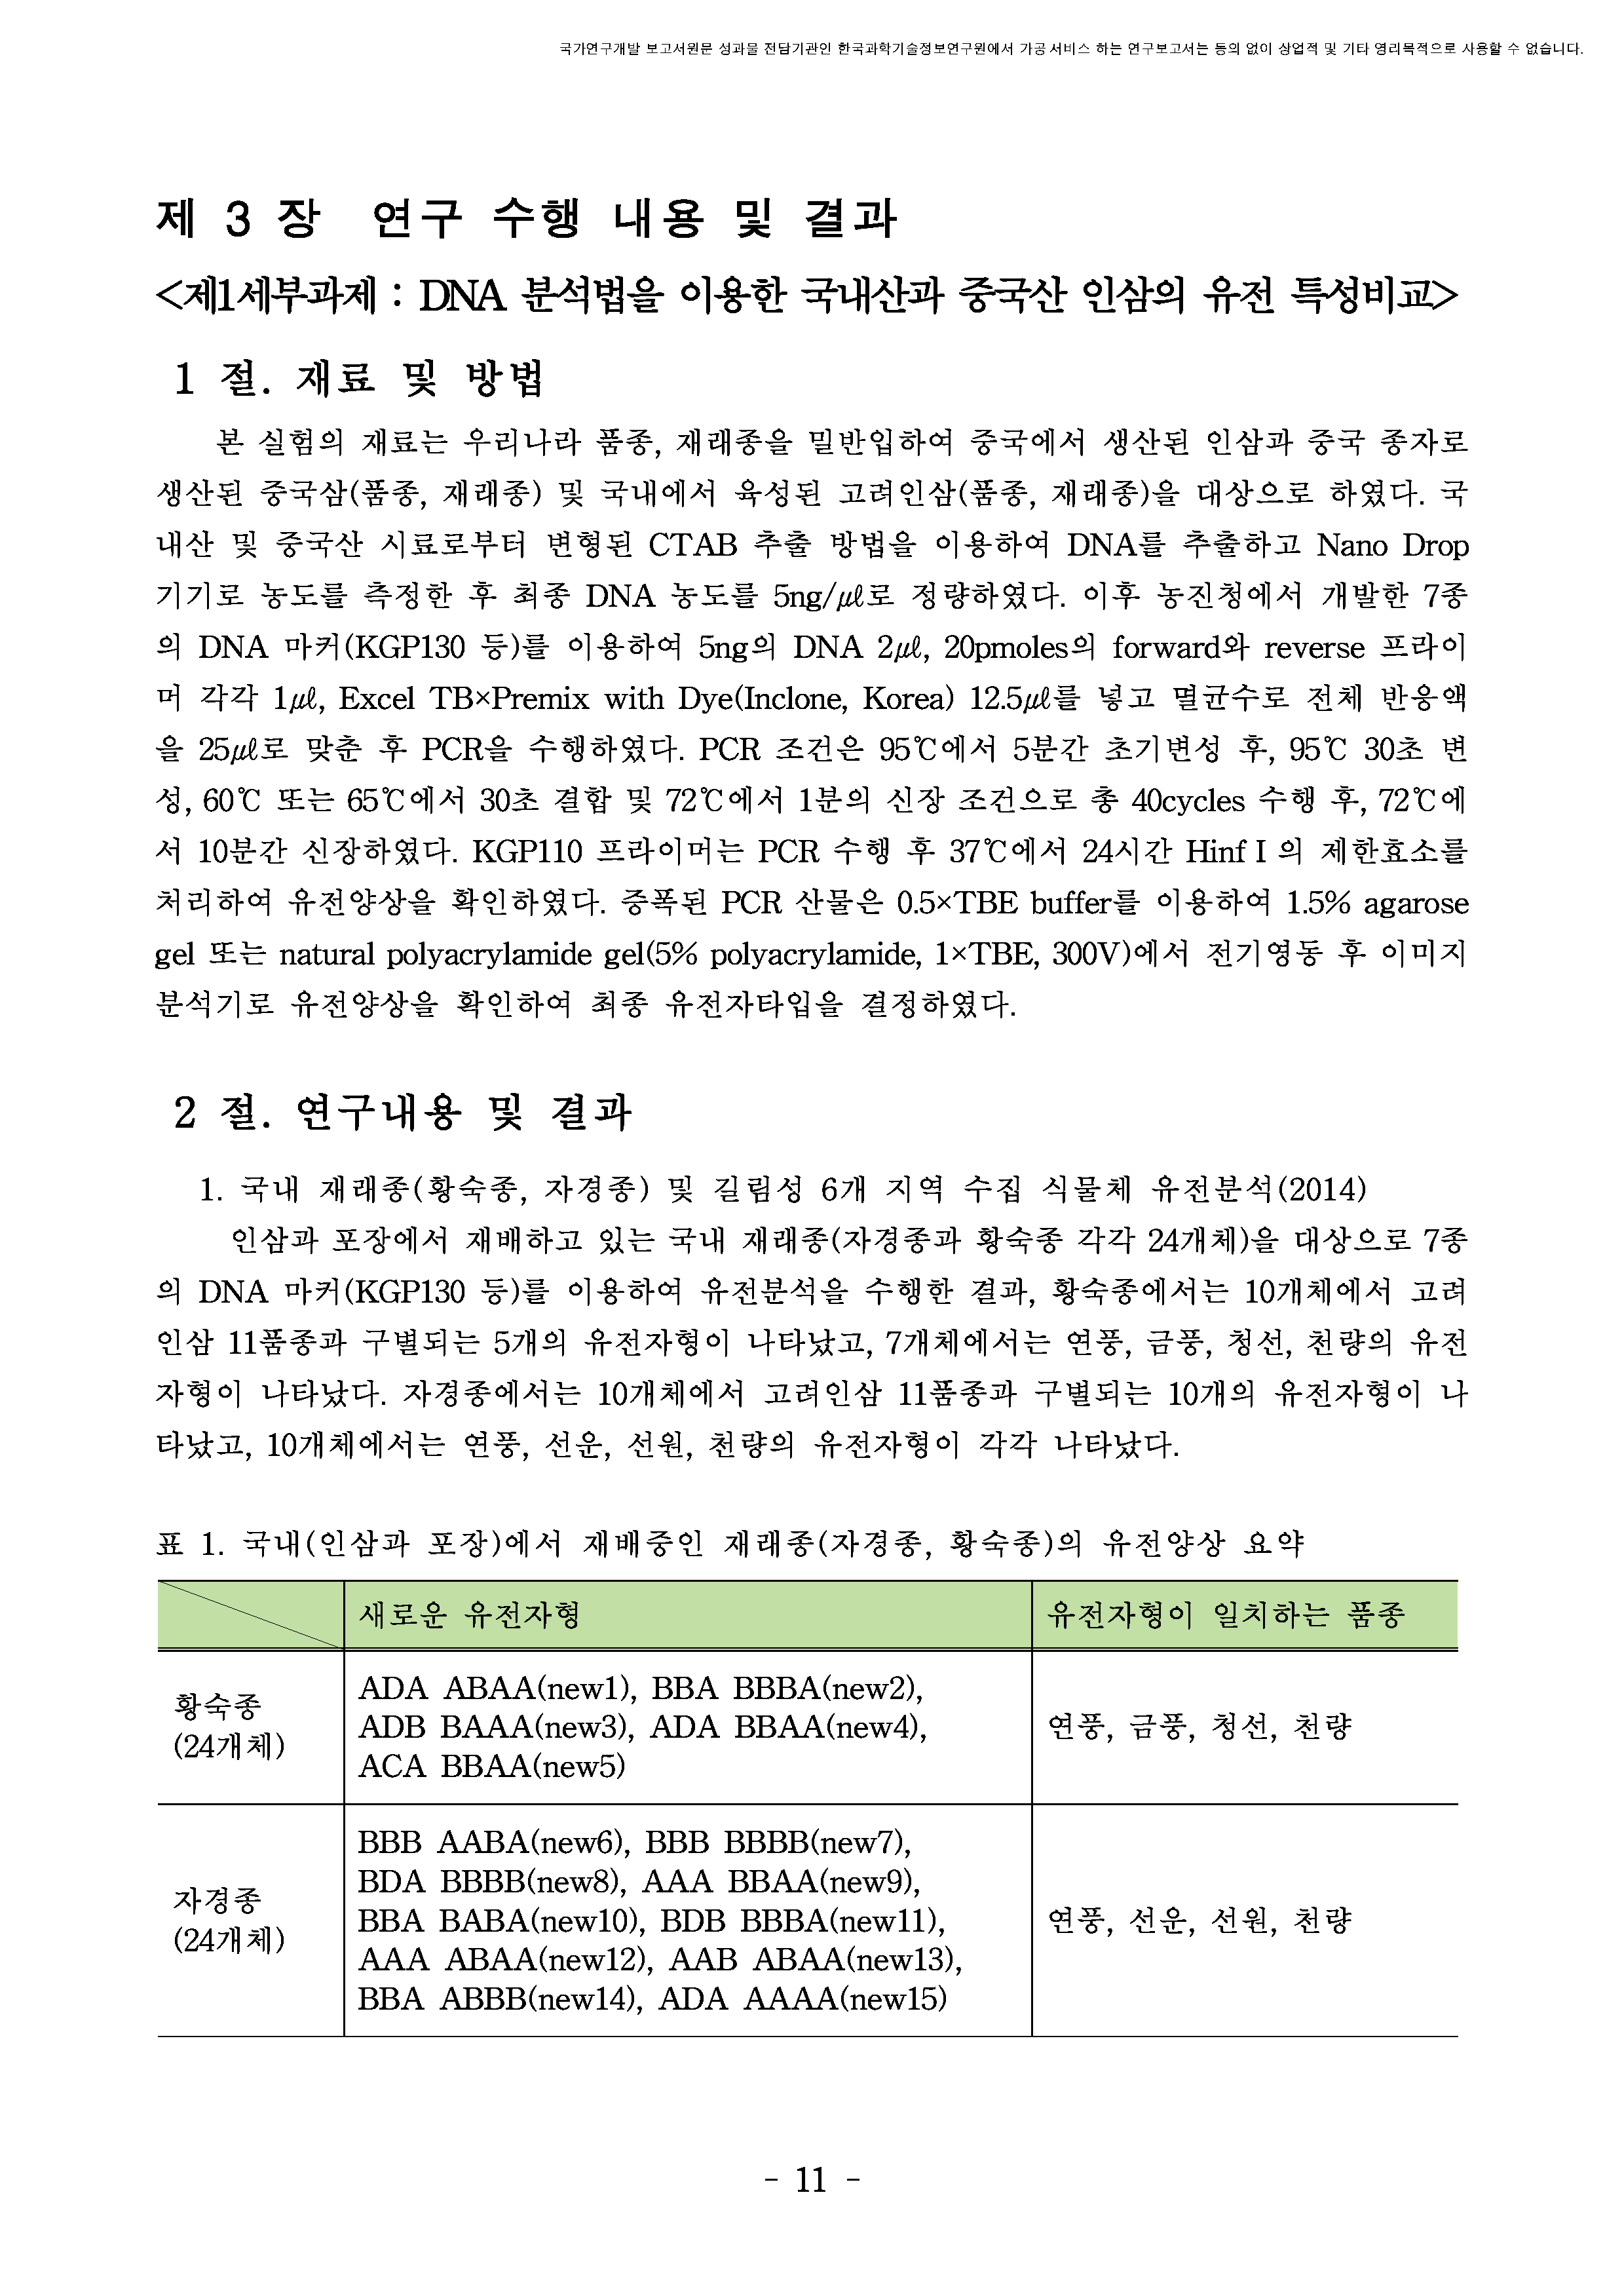 국가연구개발 보고서원문 성과물 전담기관인 한국과학기술정보연구원에서 가공·서비스 하는 연구보고서는 동의 없이 상업적 및 기타 영리목적으로 사용할 수 없습니다.
제 3 장 연구 수행 내용 및 결과
<제1세부과제 : DNA 분석법을 이용한 국내산과 중국산 인삼의 유전 특성비교>
1 절. 재료 및 방법
본 실험의 재료는 우리나라 품종, 재래종을 밀반입하여 중국에서 생산된 인삼과 중국 종자로
생산된 중국삼(품종, 재래종) 및 국내에서 육성된 고려인삼(품종, 재래종)을 대상으로 하였다. 국
내산 및 중국산 시료로부터 변형된 CTAB 추출 방법을 이용하여 DNA를 추출하고 Nano Drop
기기로 농도를 측정한 후 최종 DNA 농도를 5ng/㎕로 정량하였다. 이후 농진청에서 개발한 7종
의 DNA 마커(KGP130 등)를 이용하여 5ng의 DNA 2㎕, 20pmoles의 forward와 reverse 프라이
머 각각 1㎕, Excel TB×Premix with Dye(Inclone, Korea) 12.5㎕를 넣고 멸균수로 전체 반응액
을 25㎕로 맞춘 후 PCR을 수행하였다. PCR 조건은 95℃에서 5분간 초기변성 후, 95℃ 30초 변
성, 60℃ 또는 65℃에서 30초 결합 및 72℃에서 1분의 신장 조건으로 총 40cycles 수행 후, 72℃에
서 10분간 신장하였다. KGP110 프라이머는 PCR 수행 후 37℃에서 24시간 HinfⅠ의 제한효소를
처리하여 유전양상을 확인하였다. 증폭된 PCR 산물은 0.5×TBE buffer를 이용하여 1.5% agarose
gel 또는 natural polyacrylamide gel(5% polyacrylamide, 1×TBE, 300V)에서 전기영동 후 이미지
분석기로 유전양상을 확인하여 최종 유전자타입을 결정하였다.
2 절. 연구내용 및 결과
1. 국내 재래종(황숙종, 자경종) 및 길림성 6개 지역 수집 식물체 유전분석(2014)
인삼과 포장에서 재배하고 있는 국내 재래종(자경종과 황숙종 각각 24개체)을 대상으로 7종
의 DNA 마커(KGP130 등)를 이용하여 유전분석을 수행한 결과, 황숙종에서는 10개체에서 고려
인삼 11품종과 구별되는 5개의 유전자형이 나타났고, 7개체에서는 연풍, 금풍, 청선, 천량의 유전
자형이 나타났다. 자경종에서는 10개체에서 고려인삼 11품종과 구별되는 10개의 유전자형이 나
타났고, 10개체에서는 연풍, 선운, 선원, 천량의 유전자형이 각각 나타났다.
표 1. 국내(인삼과 포장)에서 재배중인 재래종(자경종, 황숙종)의 유전양상 요약
새로운 유전자형
유전자형이 일치하는 품종
황숙종
(24개체)
ADA ABAA(new1), BBA BBBA(new2),
ADB BAAA(new3), ADA BBAA(new4),
ACA BBAA(new5)
연풍, 금풍, 청선, 천량
자경종
(24개체)
BBB AABA(new6), BBB BBBB(new7),
BDA BBBB(new8), AAA BBAA(new9),
BBA BABA(new10), BDB BBBA(new11),
AAA ABAA(new12), AAB ABAA(new13),
BBA ABBB(new14), ADA AAAA(new15)
연풍, 선운, 선원, 천량
- 11 -